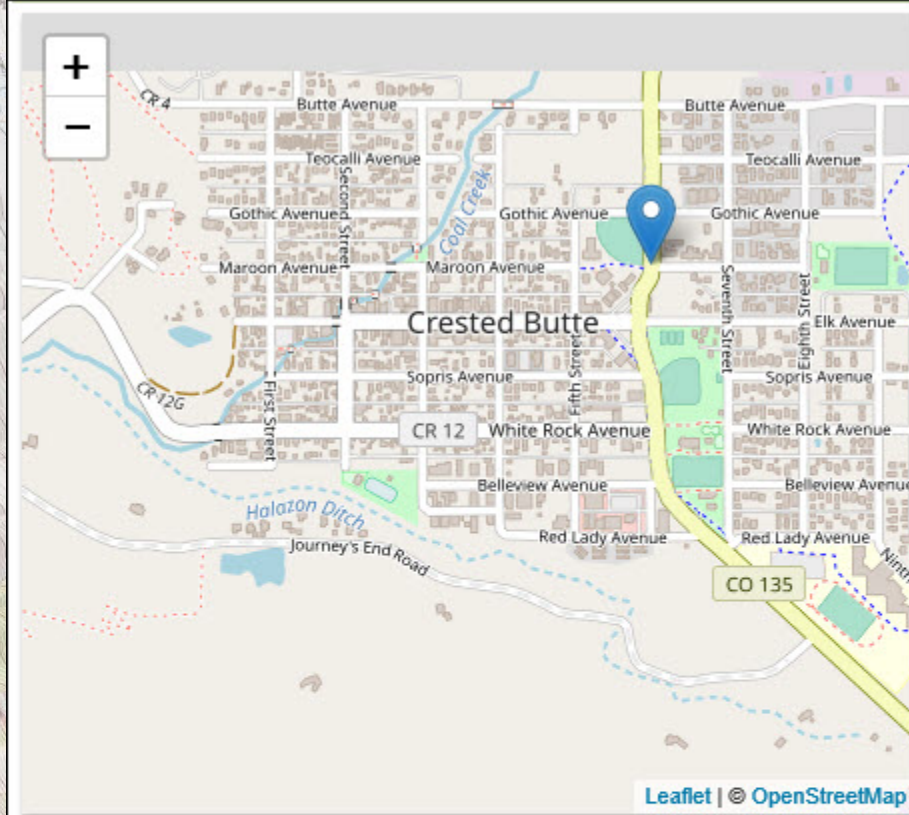 +
−
CR 4
Butte Avenue
Butte Avenue
Teocalli Avenue
Teocalli Avenue
Second Street
Coal Creek
Gothic Avenue
Gothic Avenue
Gothic Avenue
Maroon Avenue
Maroon Avenue
Seventh Street
Eighth Street
Crested Butte
Elk Avenue
Fifth Street
CR 12G
First Street
Sopris Avenue
Sopris Avenue
CR 12
White Rock Avenue
White Rock Avenue
Belleview Avenue
Belleview Avenue
Halazon Ditch
Journey's End Road
Red Lady Avenue
Red Lady Avenue
Ninth
CO 135
Leaflet | © OpenStreetMap